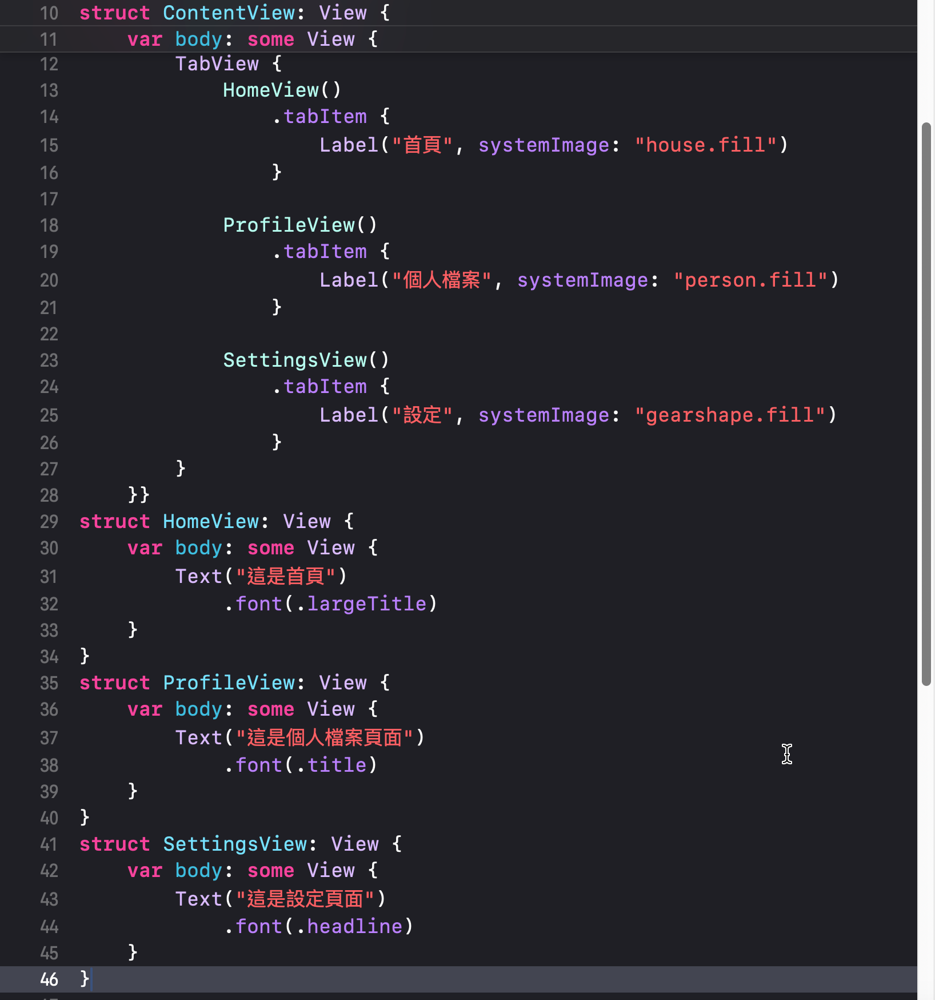 10 struct ContentView: View {
11     var body: some View {
12         TabView {
13             HomeView()
14                 .tabItem {
15                     Label("首頁", systemImage: "house.fill")
16                 }
17
18             ProfileView()
19                 .tabItem {
20                     Label("個人檔案", systemImage: "person.fill")
21                 }
22
23             SettingsView()
24                 .tabItem {
25                     Label("設定", systemImage: "gearshape.fill")
26                 }
27         }
28     }}
29 struct HomeView: View {
30     var body: some View {
31         Text("這是首頁")
32             .font(.largeTitle)
33     }
34 }
35 struct ProfileView: View {
36     var body: some View {
37         Text("這是個人檔案頁面")
38             .font(.title)
39     }
40 }
41 struct SettingsView: View {
42     var body: some View {
43         Text("這是設定頁面")
44             .font(.headline)
45     }
46 }